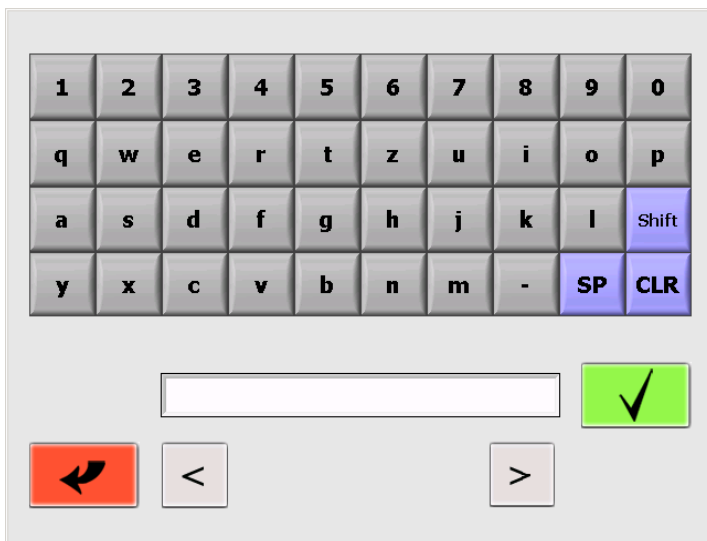 1 2 3 4 5 6 7 8 9 0
q w e r t z u i o p
a s d f g h j k l Shift
y x c v b n m - SP CLR
< >